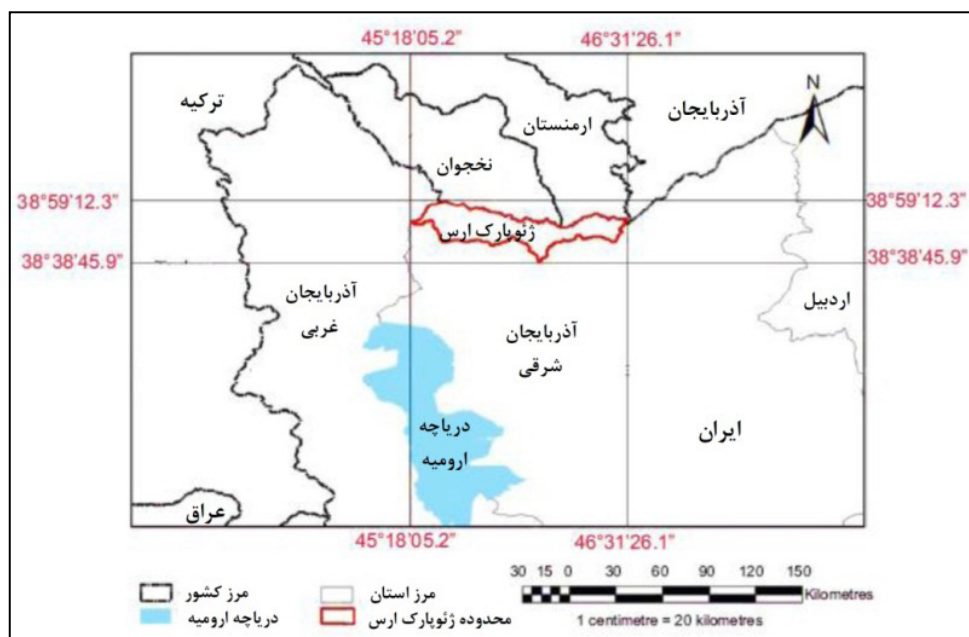 45°18'05.2"
46°31'26.1"
N
ترکیه
ارمنستان
آذربایجان
نخجوان
38°59'12.3"
38°59'12.3"
ژئوپارک ارس
38°38'45.9"
38°38'45.9"
آذربایجان
غربی
آذربایجان
شرقی
اردبیل
دریاچه
ارومیه
ایران
عراق
45°18'05.2"
46°31'26.1"
مرز کشور
مرز استان
دریاچه ارومیه
محدوده ژئوپارک ارس
30 15 0 30 60 90 120 150
Kilometres
1 centimetre = 20 kilometres